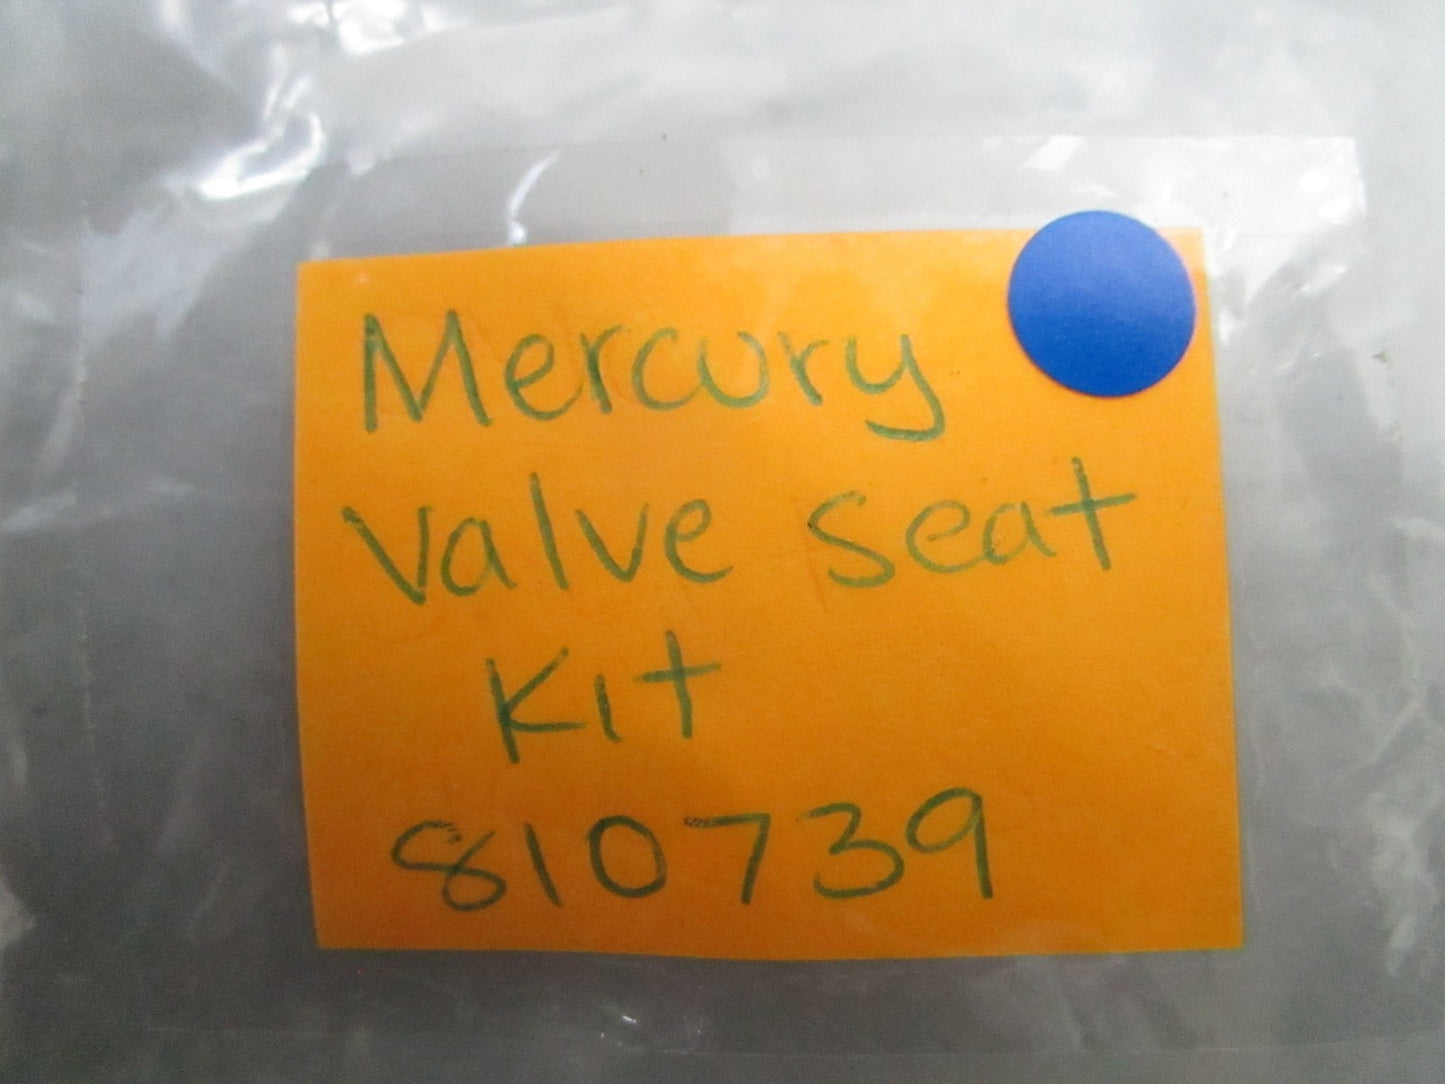 Mercury
Valve Seat
Kit
810739